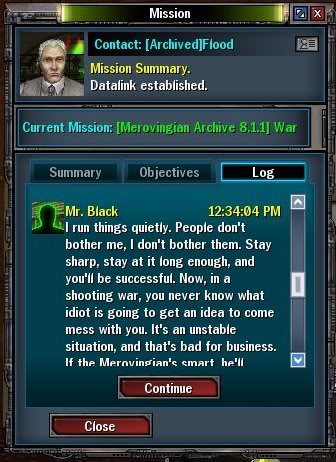 Mission
Contact: [Archived]Flood
Mission Summary.
Datalink established.
Current Mission: [Merovingian Archive 8.1.1] War
Summary Objectives Log
Mr. Black 12:34:04 PM
I run things quietly. People don't
bother me, I don't bother them. Stay
sharp, stay at it long enough, and
you'll be successful. Now, in a
shooting war, you never know what
idiot is going to get an idea to come
mess with you. It's an unstable
situation, and that's bad for business.
If the Merovingian's smart, he'll
Continue
Close